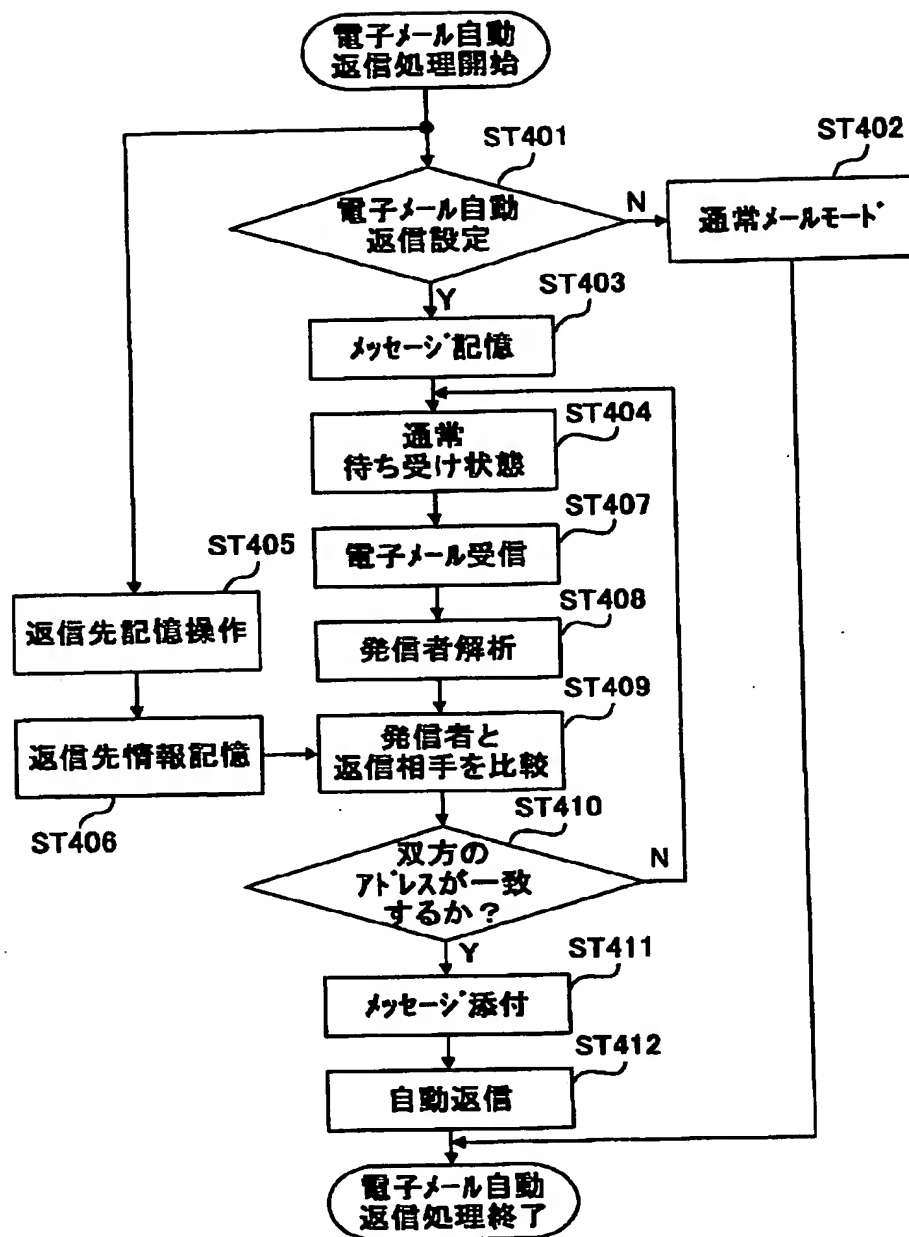 電子メール自動
返信処理開始
ST401
電子メール自動
返信設定
N
ST402
通常メールモード
Y
ST403
メッセージ記憶
ST404
通常
待ち受け状態
ST407
電子メール受信
ST405
返信先記憶操作
ST408
発信者解析
ST406
返信先情報記憶
ST409
発信者と
返信相手を比較
ST410
双方の
アドレスが一致
するか?
N
Y
ST411
メッセージ添付
ST412
自動返信
電子メール自動
返信処理終了